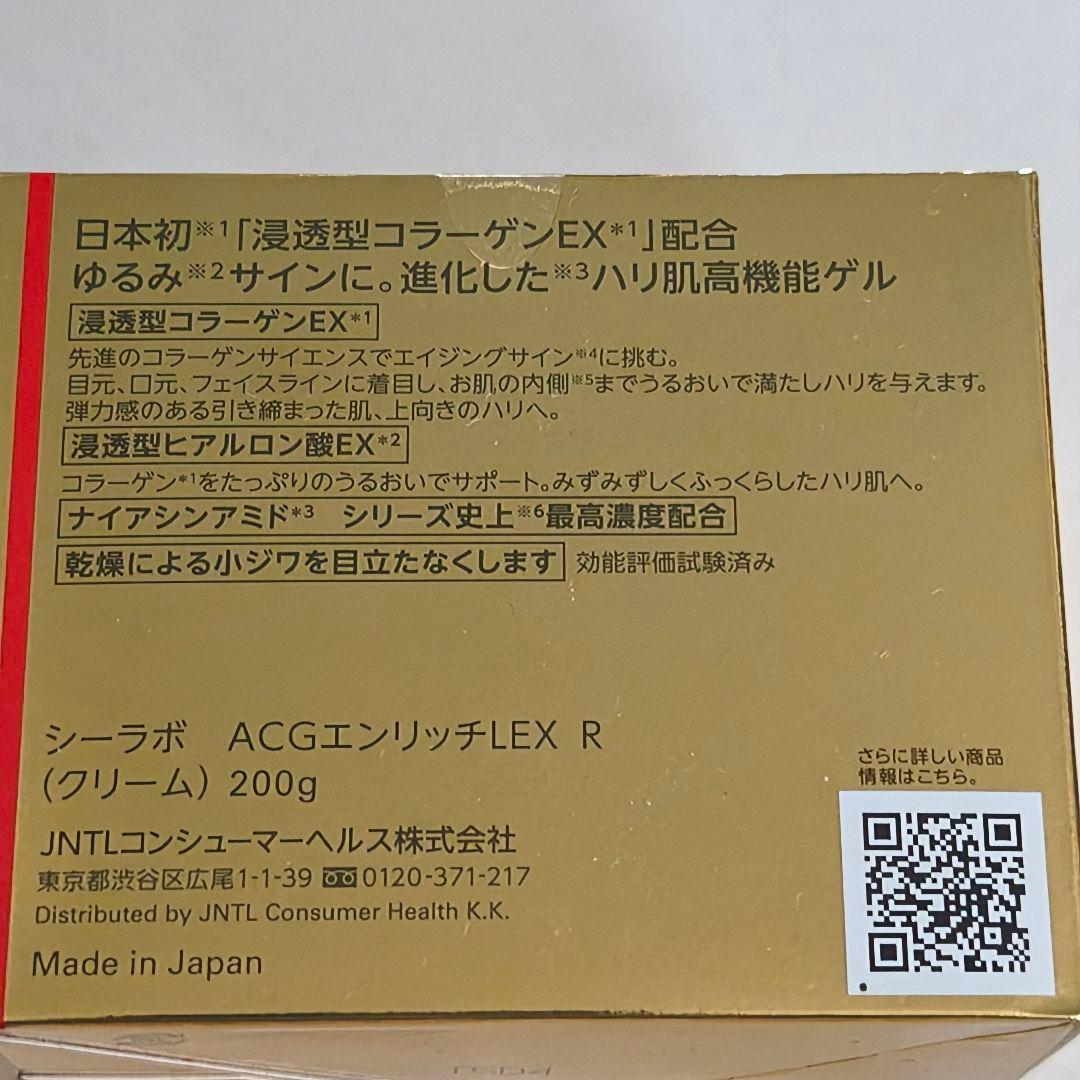 日本初※1「浸透型コラーゲンEX*1」配合
ゆるみ※2サインに。進化した※3ハリ肌高機能ゲル
浸透型コラーゲンEX*1
先進のコラーゲンサイエンスでエイジングサイン※4に挑む。
目元、口元、フェイスラインに着目し、お肌の内側※5までうるおいで満たしハリを与えます。
弾力感のある引き締まった肌、上向きのハリへ。
浸透型ヒアルロン酸EX*2
コラーゲン*1をたっぷりのうるおいでサポート。みずみずしくふっくらしたハリ肌へ。
ナイアシンアミド*3 シリーズ史上※6最高濃度配合
乾燥による小ジワを目立たなくします 効能評価試験済み
シーラボ ACGエンリッチLEX R
(クリーム) 200g
さらに詳しい商品
情報はこちら。
JNTLコンシューマーヘルス株式会社
東京都渋谷区広尾1-1-39 0120-371-217
Distributed by JNTL Consumer Health K.K.
Made in Japan